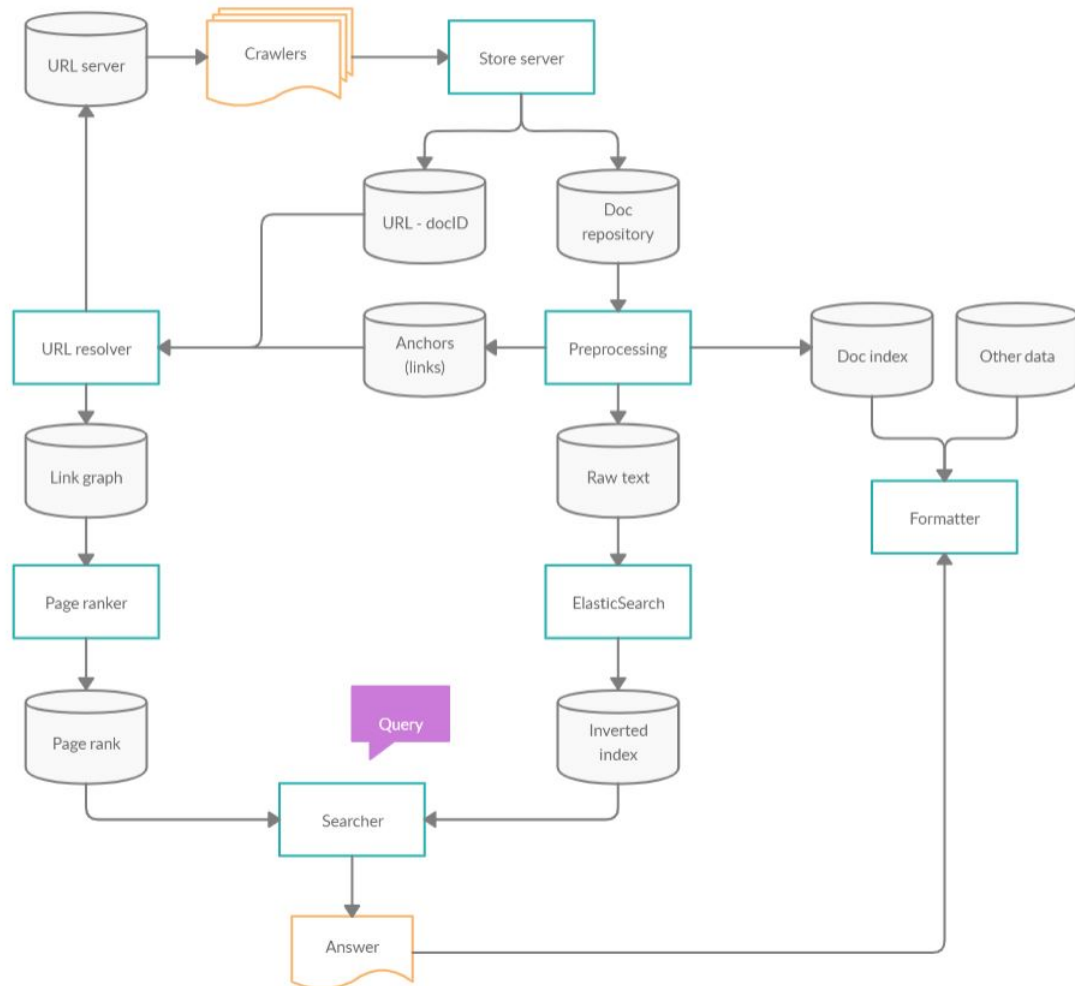 URL server
Crawlers
Store server
URL - docID
Doc
repository
URL resolver
Anchors
(links)
Preprocessing
Doc index
Other data
Link graph
Raw text
Formatter
Page ranker
ElasticSearch
Query
Page rank
Inverted
index
Searcher
Answer